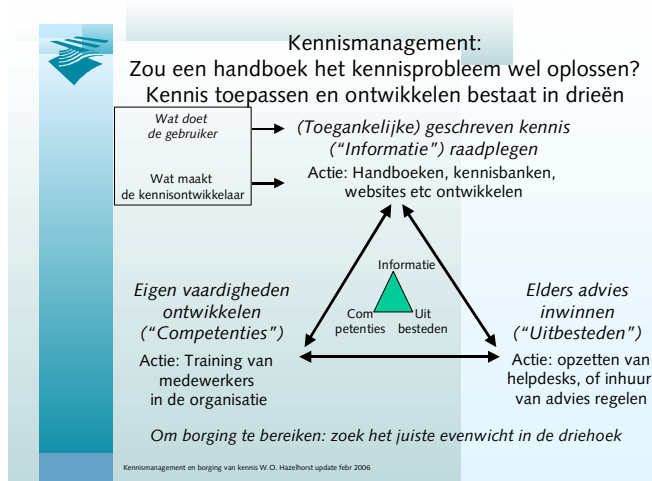 Kennismanagement:
Zou een handboek het kennisprobleem wel oplossen?
Kennis toepassen en ontwikkelen bestaat in drieën
Wat doet
de gebruiker
(Toegankelijke) geschreven kennis
(“Informatie”) raadplegen
Wat maakt
de kennisontwikkelaar
Actie: Handboeken, kennisbanken,
websites etc ontwikkelen
Informatie
Com
petenties
Uit
besteden
Eigen vaardigheden
ontwikkelen
(“Competenties”)
Actie: Training van
medewerkers
in de organisatie
Elders advies
inwinnen
(“Uitbesteden”)
Actie: opzetten van
helpdesks, of inhuur
van advies regelen
Om borging te bereiken: zoek het juiste evenwicht in de driehoek
Kennismanagement en borging van kennis W.O. Hazelhorst update febr 2006